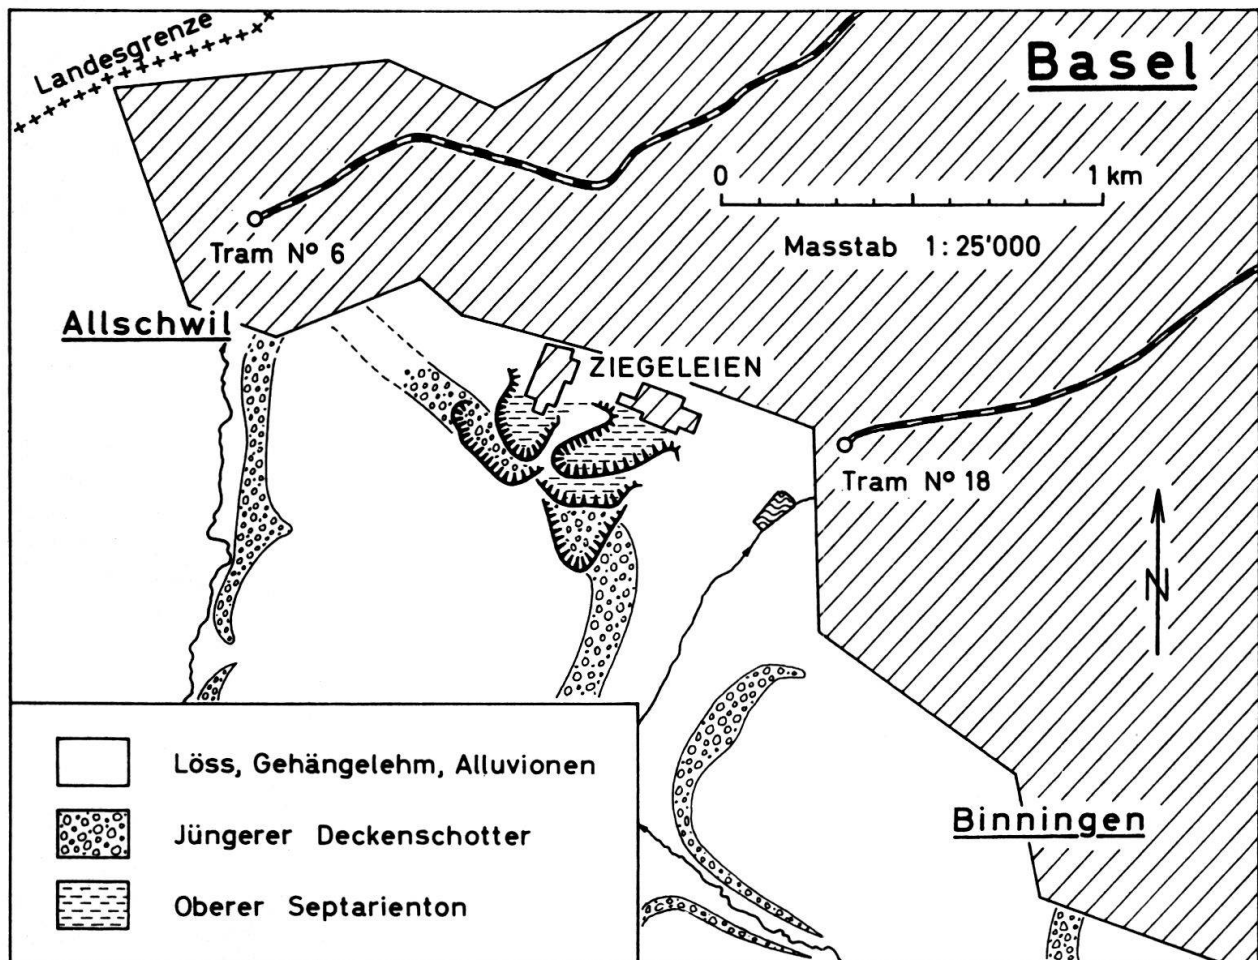 Landesgrenze
Basel
0 1 km
Masstab 1:25'000
Tram Nº 6
Allschwil
ZIEGELEIEN
Tram Nº 18
N
Binningen
Löss, Gehängelehm, Alluvionen
Jüngerer Deckenschotter
Oberer Septarienton